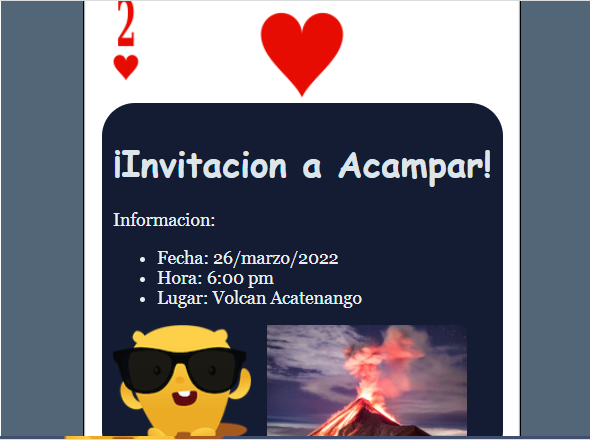 2
¡Invitacion a Acampar!
Informacion:
Fecha: 26/marzo/2022
Hora: 6:00 pm
Lugar: Volcan Acatenango